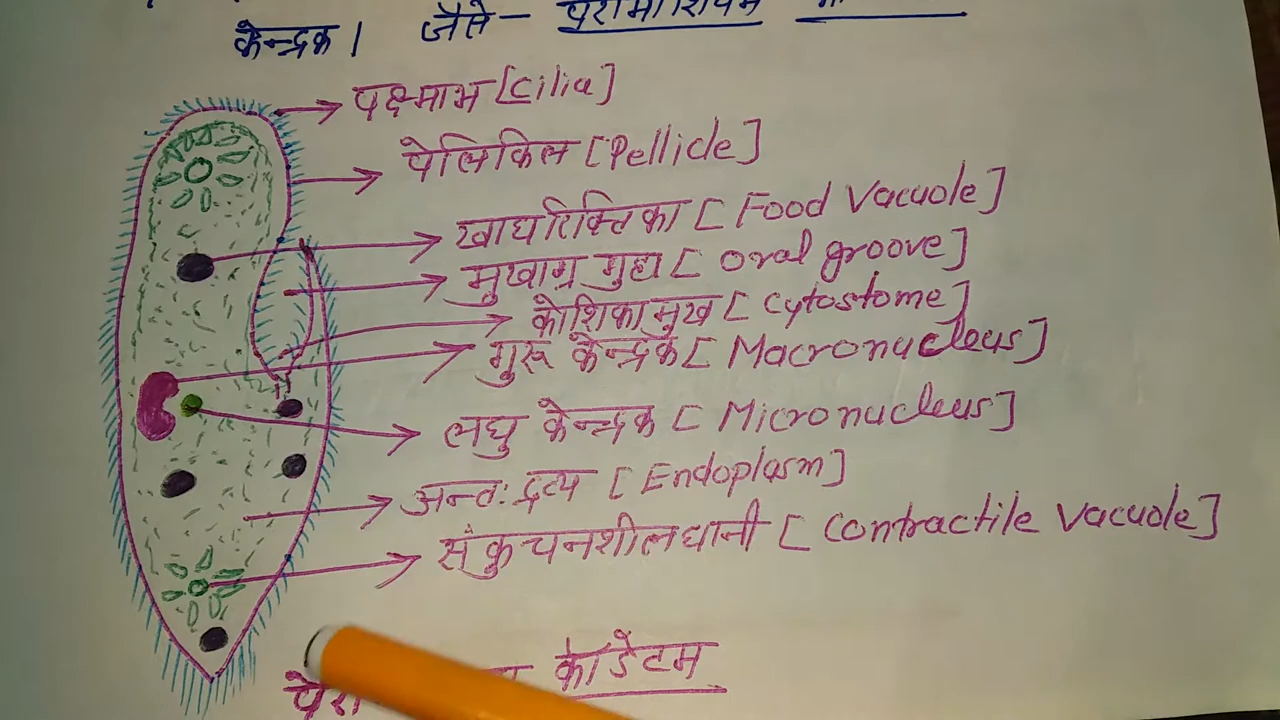 केन्द्रक। जैसे- पैरामीशियम
पक्ष्माभ [Cilia]
पेलिकिल [Pellicle]
खाद्यरिक्तिका [Food Vacuole]
मुखाग्र गुहा [Oral groove]
कोशिका मुख [Cytostome]
गुरू केन्द्रक [Macronucleus]
लघु केन्द्रक [Micronucleus]
अन्तः द्रव्य [Endoplasm]
संकुचनशीलधानी [Contractile Vacuole]
कॉडेटम